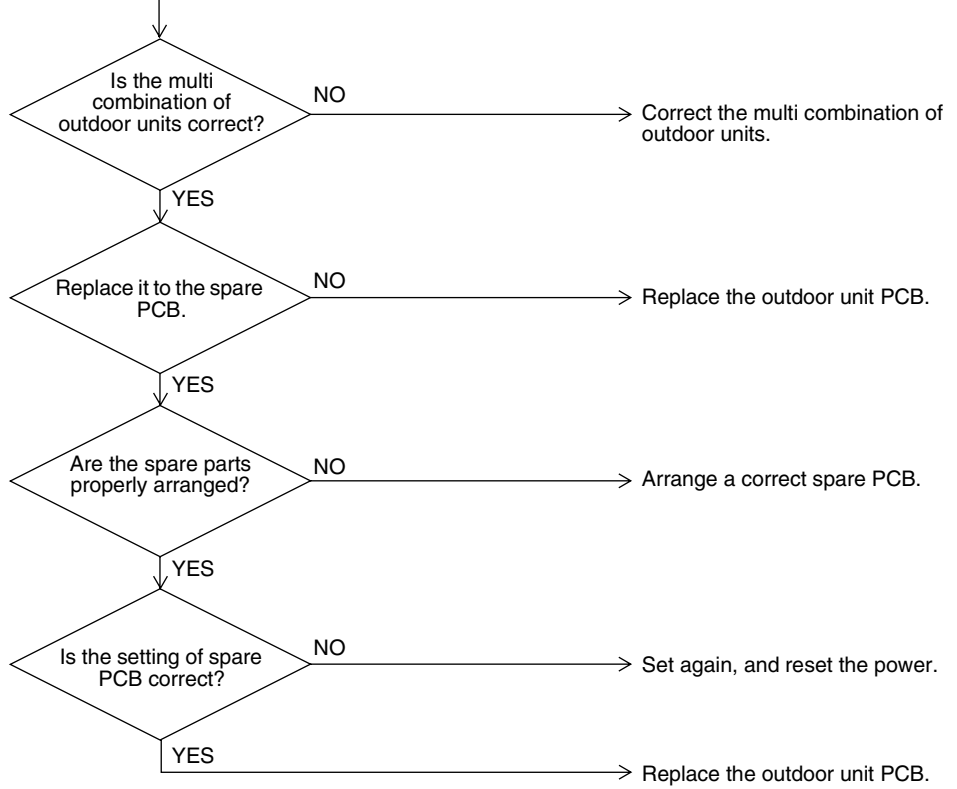 Is the multi
combination of
outdoor units correct?
NO
Correct the multi combination of
outdoor units.
YES
Replace it to the spare
PCB.
NO
Replace the outdoor unit PCB.
YES
Are the spare parts
properly arranged?
NO
Arrange a correct spare PCB.
YES
Is the setting of spare
PCB correct?
NO
Set again, and reset the power.
YES
Replace the outdoor unit PCB.